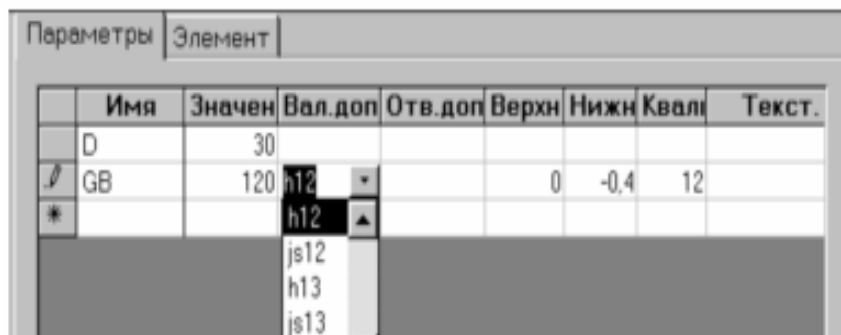 Параметры Элемент
Имя Значен Вал.доп Отв.доп Верхн Нижн Квали Текст.
D 30
GB 120 h12 0 -0,4 12
h12
js12
h13
js13